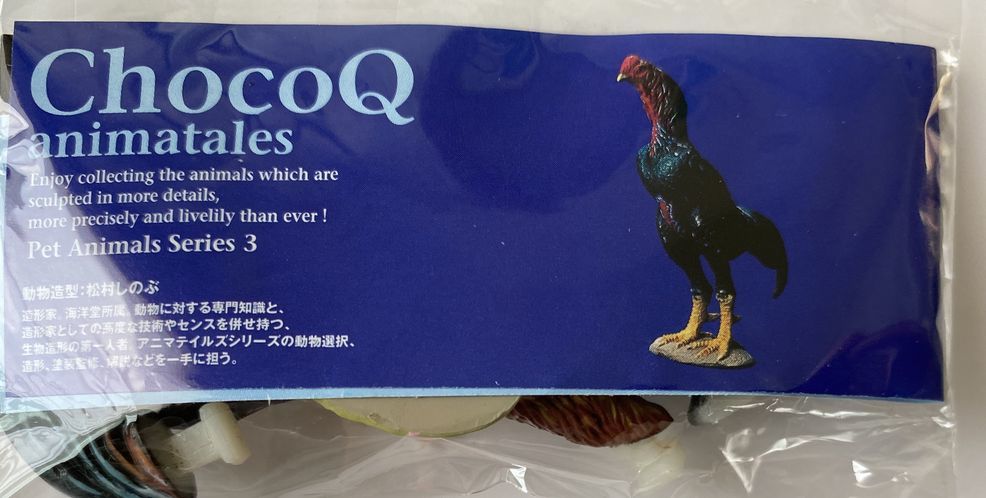 ChocoQ
animatales
Enjoy collecting the animals which are
sculpted in more details,
more precisely and livelily than ever !
Pet Animals Series 3
動物造型：松村しのぶ
造形家。海洋堂所属。動物に対する専門知識と、
造形家としての高度な技術やセンスを併せ持つ、
生物造形の第一人者。アニマテイルズシリーズの動物選択、
造形、塗装監修、解説などを一手に担う。